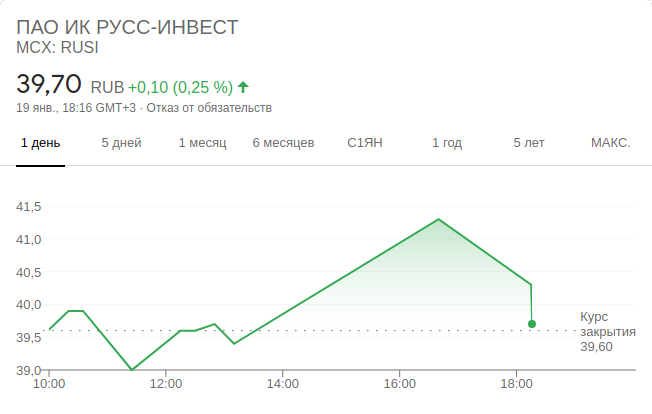 ПАО ИК РУСС-ИНВЕСТ
MCX: RUSI
39,70 RUB +0,10 (0,25 %)
19 янв., 18:16 GMT+3 · Отказ от обязательств
1 день 5 дней 1 месяц 6 месяцев С1ЯН 1 год 5 лет МАКС.
41,5
41,0
40,5
40,0
39,5
39,0
Курс
закрытия
39,60
10:00 12:00 14:00 16:00 18:00